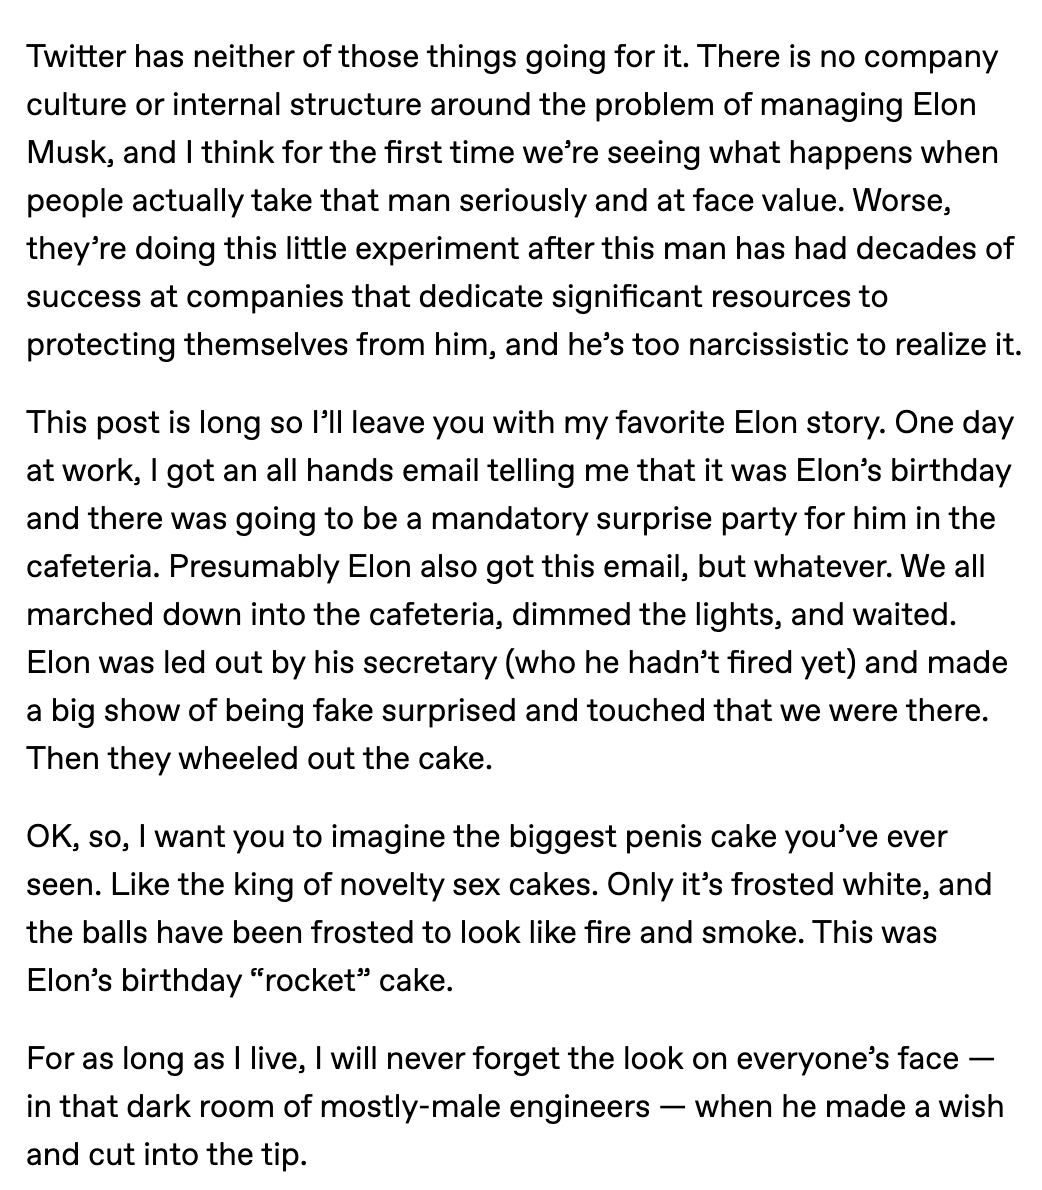 Twitter has neither of those things going for it. There is no company
culture or internal structure around the problem of managing Elon
Musk, and I think for the first time we’re seeing what happens when
people actually take that man seriously and at face value. Worse,
they’re doing this little experiment after this man has had decades of
success at companies that dedicate significant resources to
protecting themselves from him, and he’s too narcissistic to realize it.
This post is long so I’ll leave you with my favorite Elon story. One day
at work, I got an all hands email telling me that it was Elon’s birthday
and there was going to be a mandatory surprise party for him in the
cafeteria. Presumably Elon also got this email, but whatever. We all
marched down into the cafeteria, dimmed the lights, and waited.
Elon was led out by his secretary (who he hadn’t fired yet) and made
a big show of being fake surprised and touched that we were there.
Then they wheeled out the cake.
OK, so, I want you to imagine the biggest penis cake you’ve ever
seen. Like the king of novelty sex cakes. Only it’s frosted white, and
the balls have been frosted to look like fire and smoke. This was
Elon’s birthday “rocket” cake.
For as long as I live, I will never forget the look on everyone’s face —
in that dark room of mostly-male engineers — when he made a wish
and cut into the tip.